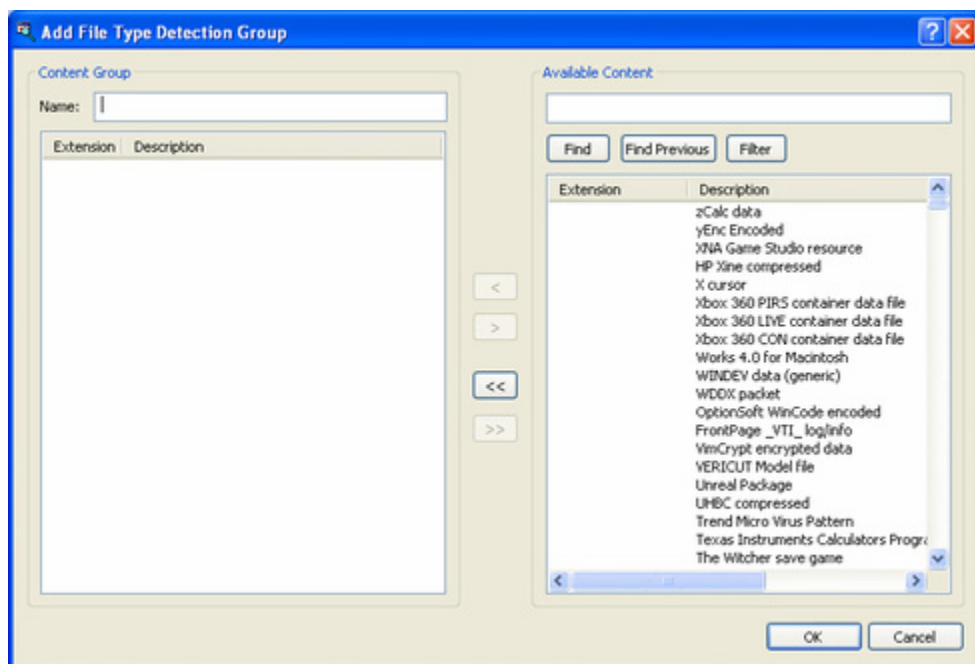 Add File Type Detection Group
Content Group
Name:
Extension Description
<
>
<<
>>
Available Content
Find Find Previous Filter
Extension Description
zCalc data
yEnc Encoded
XNA Game Studio resource
HP Xine compressed
X cursor
Xbox 360 PIRS container data file
Xbox 360 LIVE container data file
Xbox 360 CON container data file
Works 4.0 for Macintosh
WINDEV data (generic)
WDDX packet
OptionSoft WinCode encoded
FrontPage _VTI_ log/info
VimCrypt encrypted data
VERICUT Model file
Unreal Package
UHBC compressed
Trend Micro Virus Pattern
Texas Instruments Calculators Progra
The Witcher save game
OK Cancel